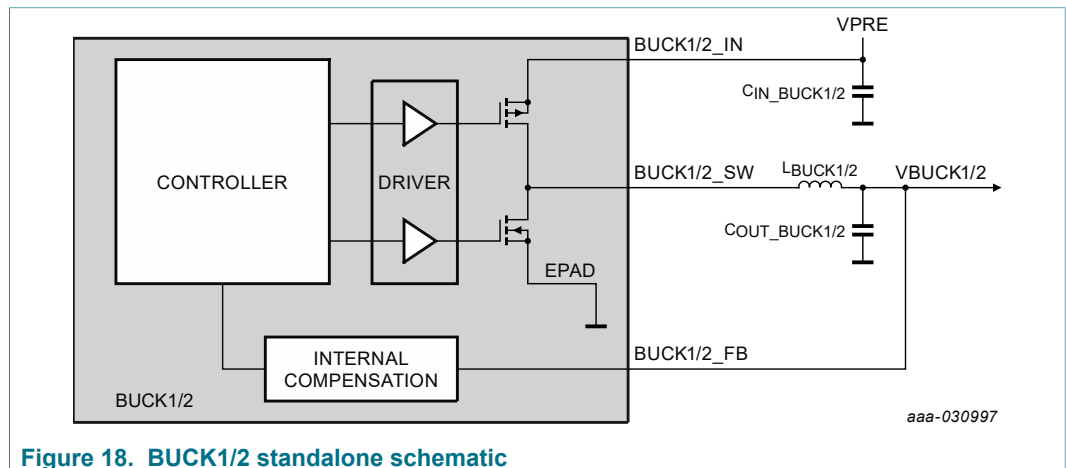 VPRE
BUCK1/2_IN
CIN_BUCK1/2
CONTROLLER
DRIVER
BUCK1/2_SW
LBUCK1/2
VBUCK1/2
COUT_BUCK1/2
EPAD
INTERNAL
COMPENSATION
BUCK1/2_FB
BUCK1/2
aaa-030997
Figure 18. BUCK1/2 standalone schematic